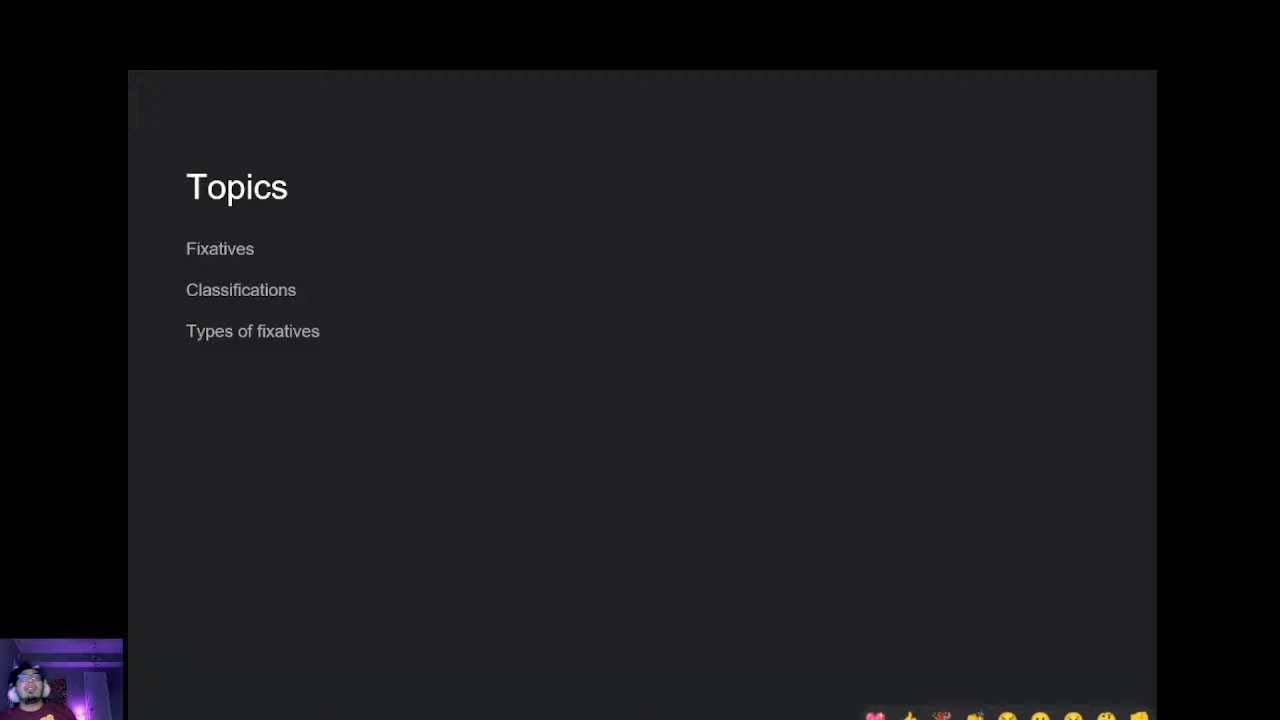 Topics
Fixatives
Classifications
Types of fixatives